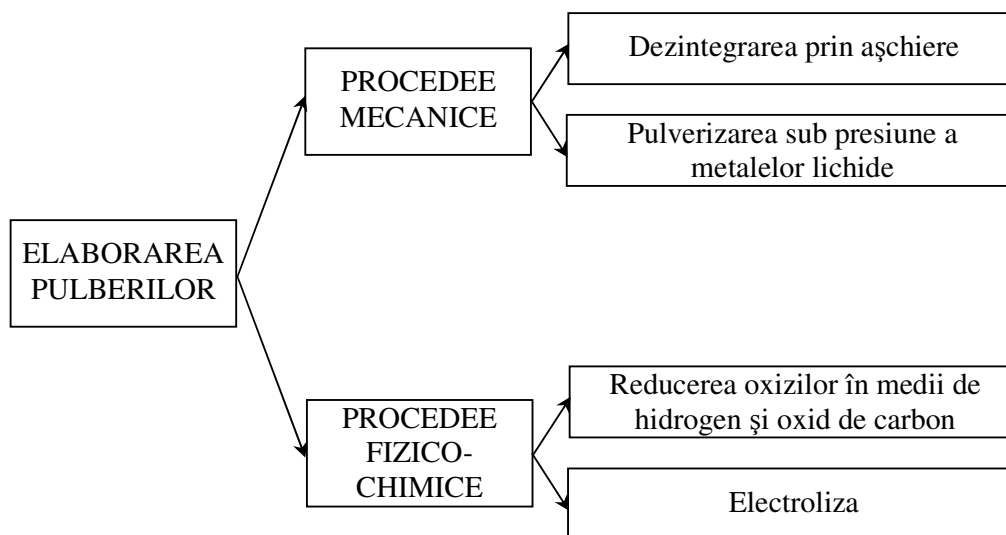 Dezintegrarea prin aşchiere
PROCEDEE
MECANICE
Pulverizarea sub presiune a
metalelor lichide
ELABORAREA
PULBERILOR
Reducerea oxizilor în medii de
hidrogen şi oxid de carbon
PROCEDEE
FIZICO-
CHIMICE
Electroliza